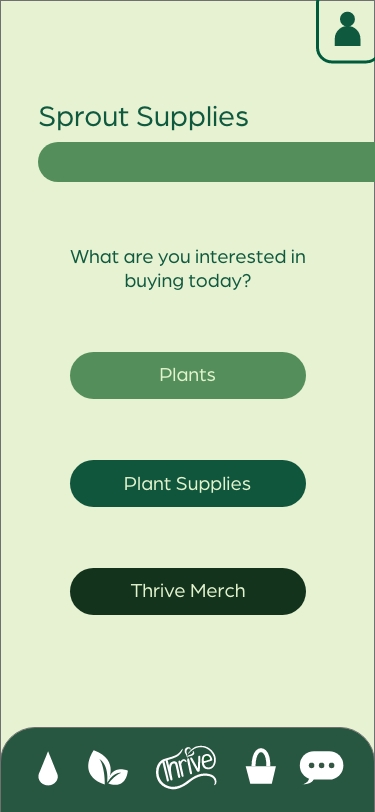 Sprout Supplies
What are you interested in
buying today?
Plants
Plant Supplies
Thrive Merch
Thrive